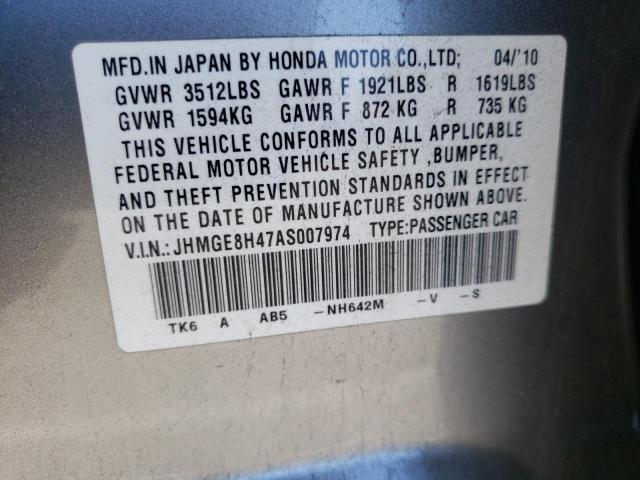 MFD.IN JAPAN BY HONDA MOTOR CO.,LTD; 04/'10
GVWR 3512LBS GAWR F 1921LBS R 1619LBS
GVWR 1594KG GAWR F 872 KG R 735 KG
THIS VEHICLE CONFORMS TO ALL APPLICABLE
FEDERAL MOTOR VEHICLE SAFETY ,BUMPER,
AND THEFT PREVENTION STANDARDS IN EFFECT
ON THE DATE OF MANUFACTURE SHOWN ABOVE.
V.I.N.: JHMGE8H47AS007974 TYPE:PASSENGER CAR
TK6 A AB5 -NH642M -V -S